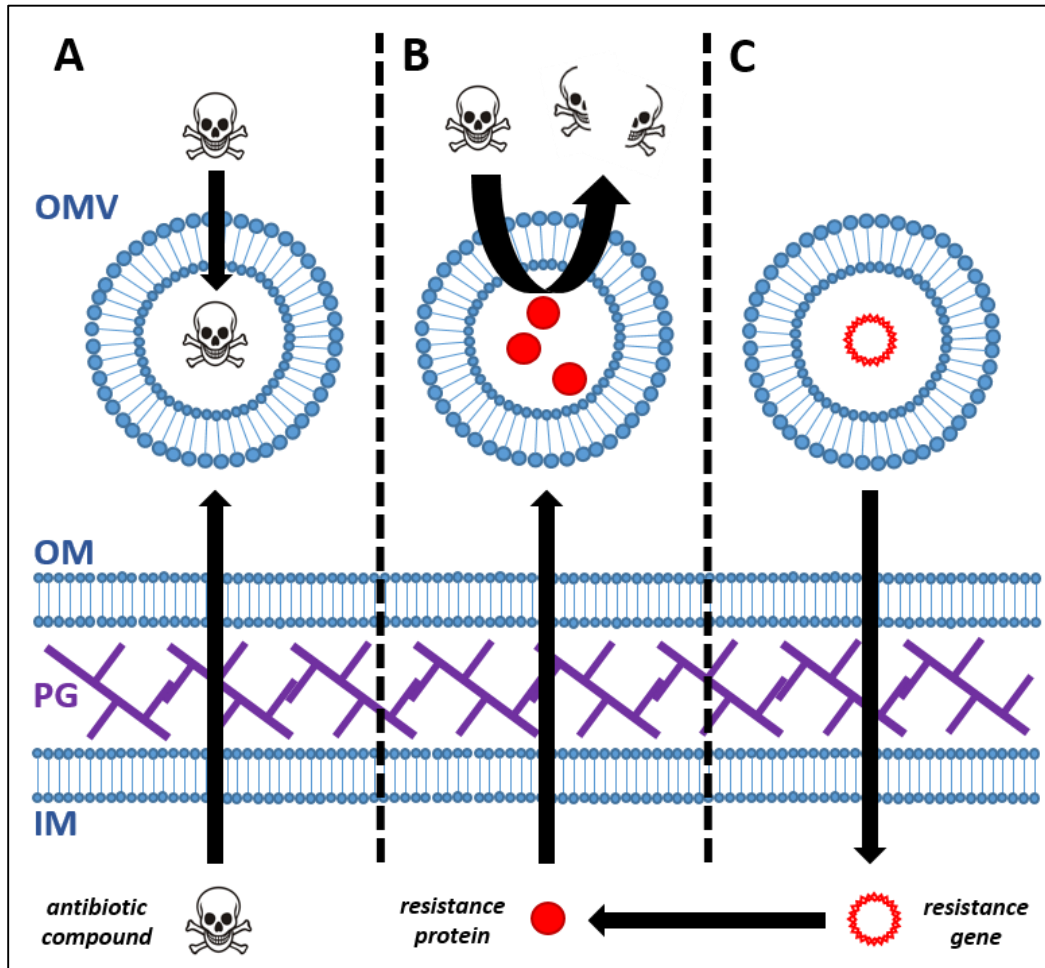 A
B
C
OMV
OM
PG
IM
antibiotic
compound
resistance
protein
resistance
gene